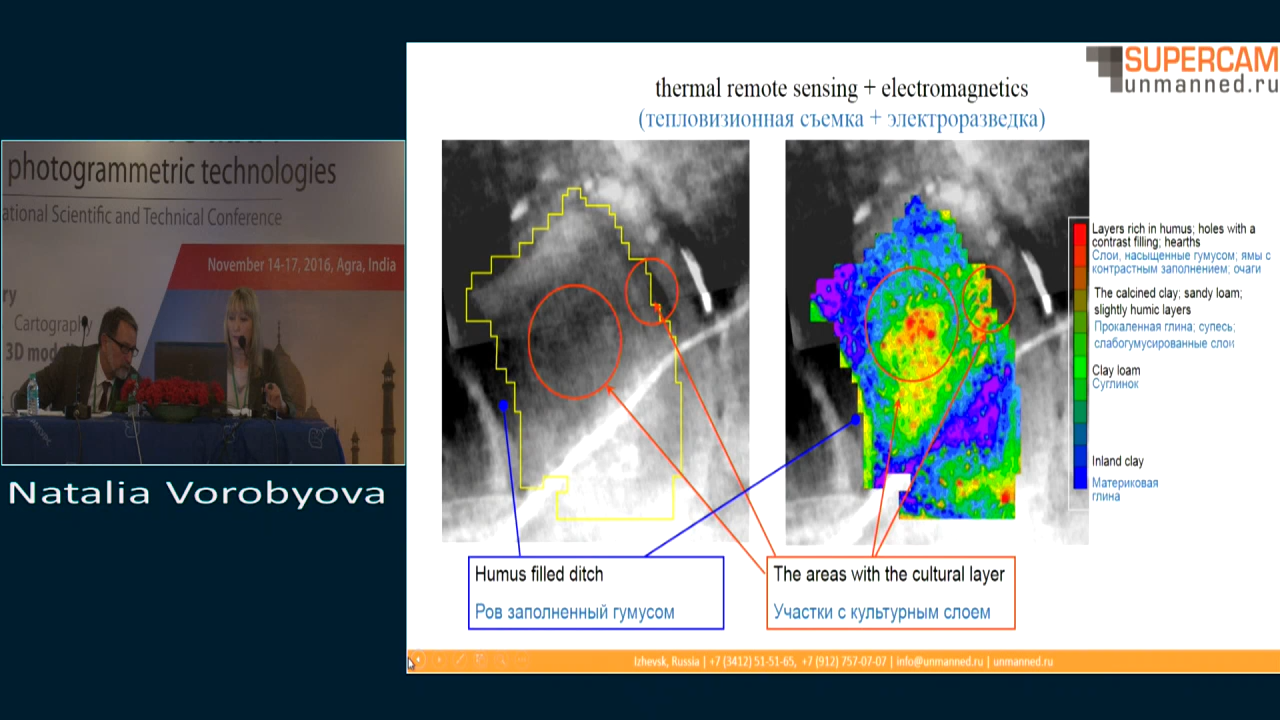 photogrammetric technologies
ational Scientific and Technical Conference
November 14-17, 2016, Agra, India
ry
Cartography
3D mod
Natalia Vorobyova
SUPERCAM
unmanned.ru
thermal remote sensing + electromagnetics
(тепловизионная съемка + электроразведка)
Layers rich in humus; holes with a
contrast filling; hearths
Слои, насыщенные гумусом; ямы с
контрастным заполнением; очаги
The calcined clay; sandy loam;
slightly humic layers
Прокаленная глина; супесь;
слабогумусированные слои
Clay loam
Суглинок
Inland clay
Материковая
глина
Humus filled ditch
Ров заполненный гумусом
The areas with the cultural layer
Участки с культурным слоем
Izhevsk, Russia | +7 (3412) 51-51-65, +7 (912) 757-07-07 | info@unmanned.ru | unmanned.ru